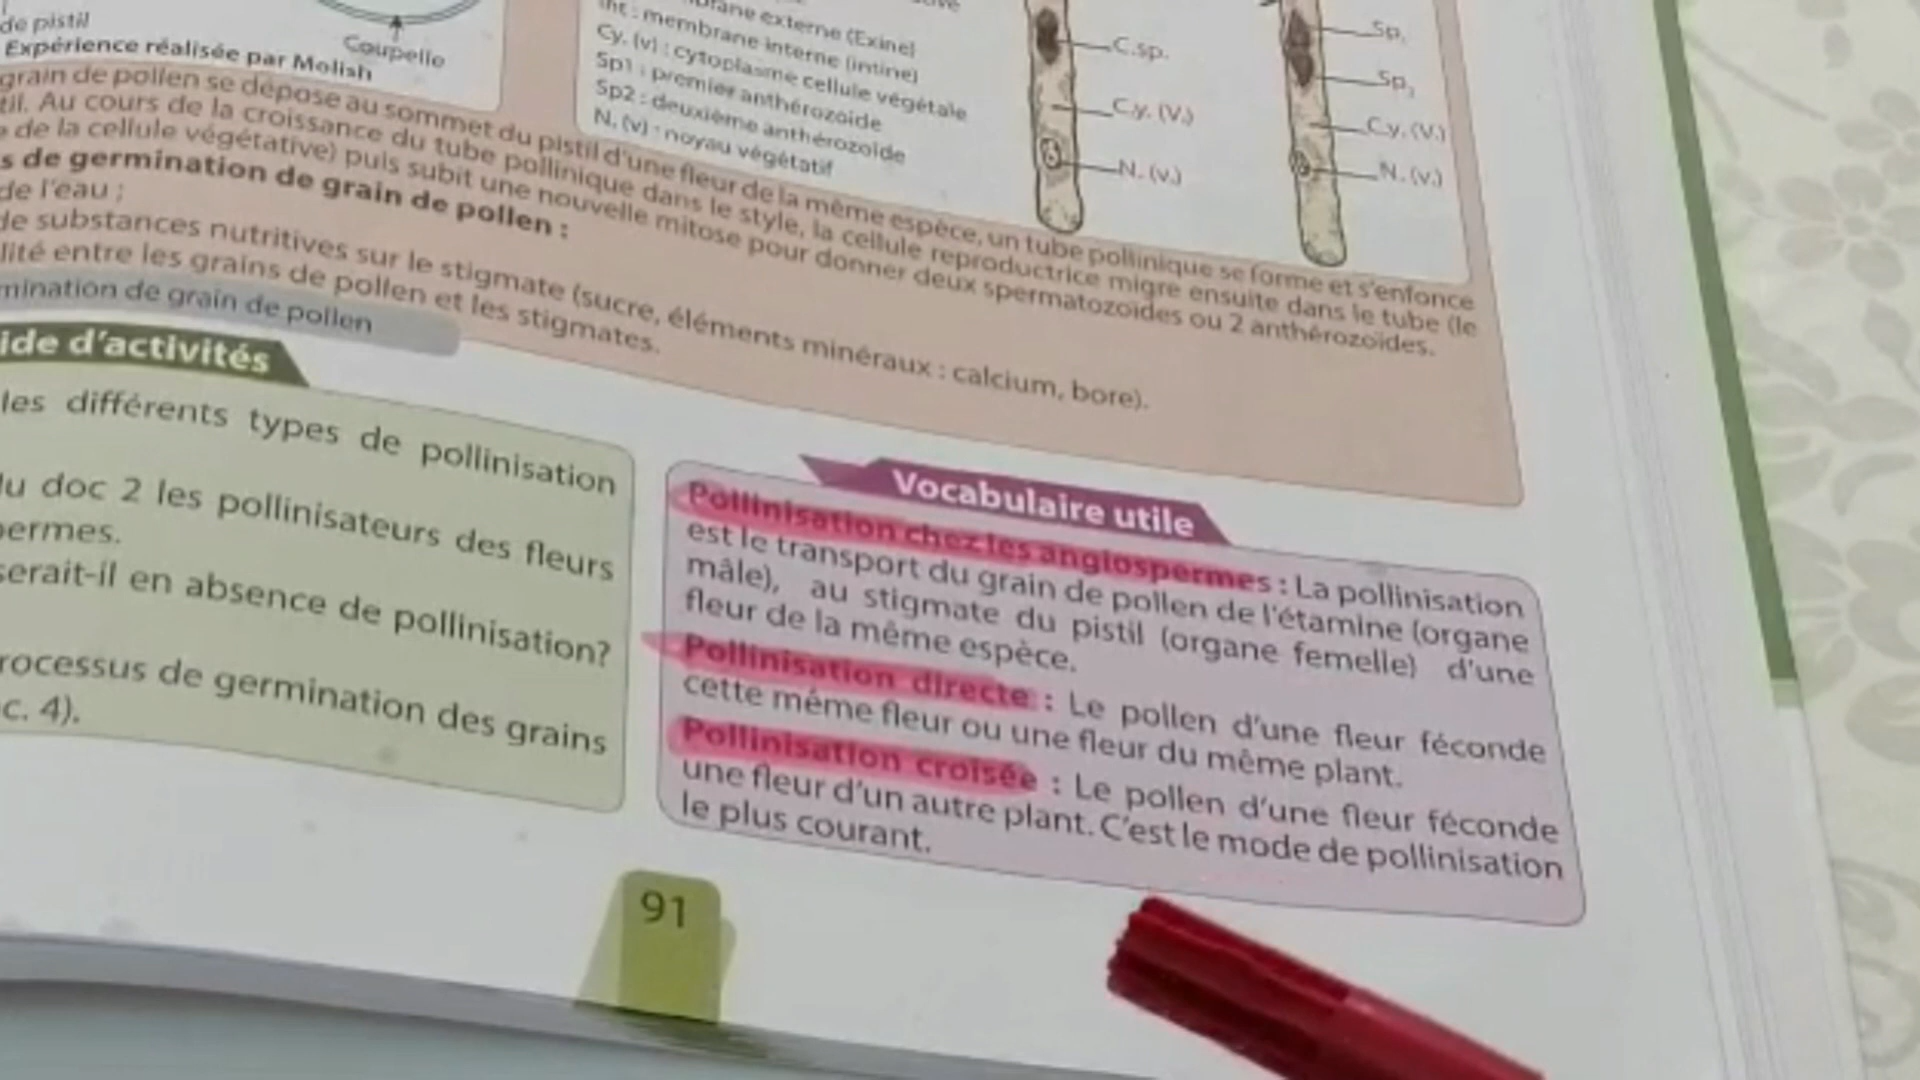 de pistil
Coupelle
Expérience réalisée par Molish
externe (Exine)
int : membrane interne (intine)
Cy. (v) : cytoplasme cellule végétale
Sp1 : premier anthérozoide
Sp2 : deuxième anthérozoide
N. (v) : noyau végétatif
C.sp.
C.y. (V.)
N. (v.)
Sp,
Sp,
C.y. (V.)
N. (v.)
grain de pollen se dépose au sommet du pistil d'une fleur de la même espèce, un tube pollinique se forme et s'enfonce
til. Au cours de la croissance du tube pollinique dans le style, la cellule reproductrice migre ensuite dans le tube (le
de la cellule végétative) puis subit une nouvelle mitose pour donner deux spermatozoïdes ou 2 anthérozoïdes.
s de germination de grain de pollen :
de l'eau ;
de substances nutritives sur le stigmate (sucre, éléments minéraux : calcium, bore).
lité entre les grains de pollen et les stigmates.
mination de grain de pollen
ide d'activités
les différents types de pollinisation
du doc 2 les pollinisateurs des fleurs
permes.
serait-il en absence de pollinisation?
rocessus de germination des grains
c. 4).
Vocabulaire utile
Pollinisation chez les angiospermes : La pollinisation
est le transport du grain de pollen de l'étamine (organe
mâle), au stigmate du pistil (organe femelle) d'une
fleur de la même espèce.
Pollinisation directe : Le pollen d'une fleur féconde
cette même fleur ou une fleur du même plant.
Pollinisation croisée : Le pollen d'une fleur féconde
une fleur d'un autre plant. C'est le mode de pollinisation
le plus courant.
91